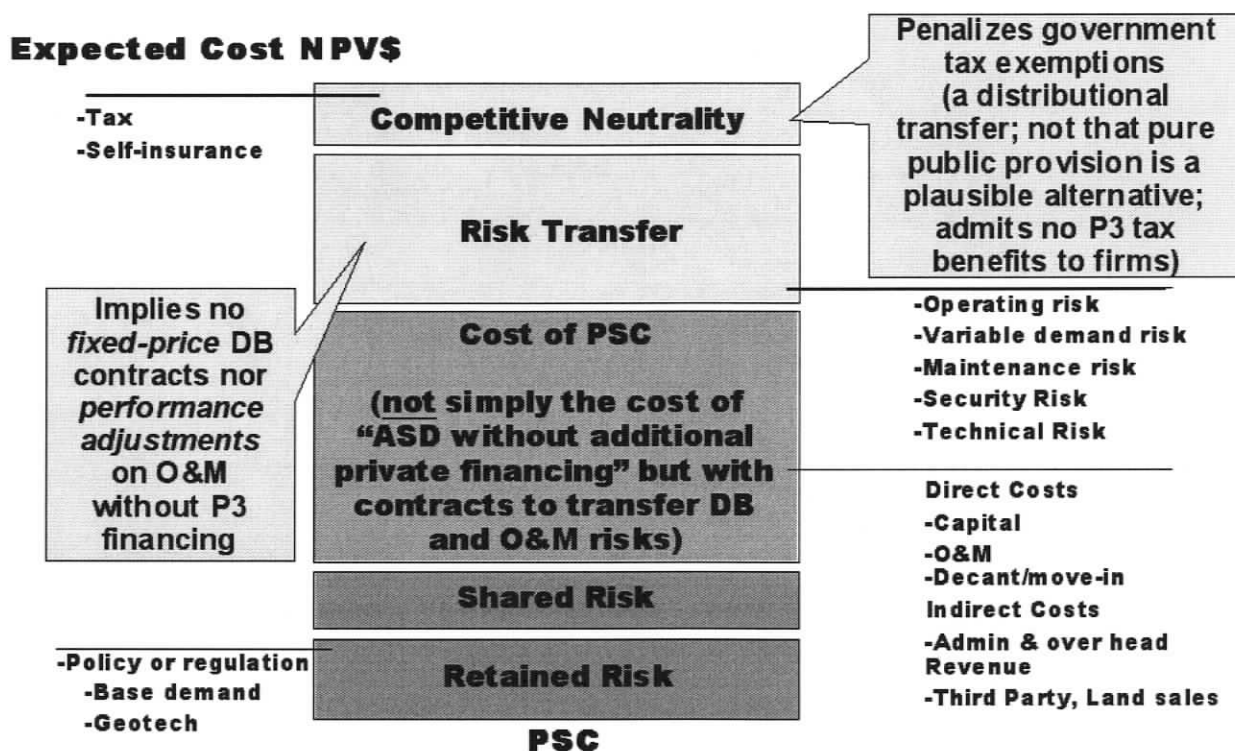 Expected Cost NPV$
-Tax
-Self-insurance
Competitive Neutrality
Penalizes government
tax exemptions
(a distributional
transfer; not that pure
public provision is a
plausible alternative;
admits no P3 tax
benefits to firms)
Risk Transfer
Implies no
fixed-price DB
contracts nor
performance
adjustments
on O&M
without P3
financing
-Operating risk
-Variable demand risk
-Maintenance risk
-Security Risk
-Technical Risk
Cost of PSC
(not simply the cost of
“ASD without additional
private financing” but with
contracts to transfer DB
and O&M risks)
Direct Costs
-Capital
-O&M
-Decant/move-in
Indirect Costs
-Admin & over head
Revenue
-Third Party, Land sales
Shared Risk
-Policy or regulation
-Base demand
-Geotech
Retained Risk
PSC